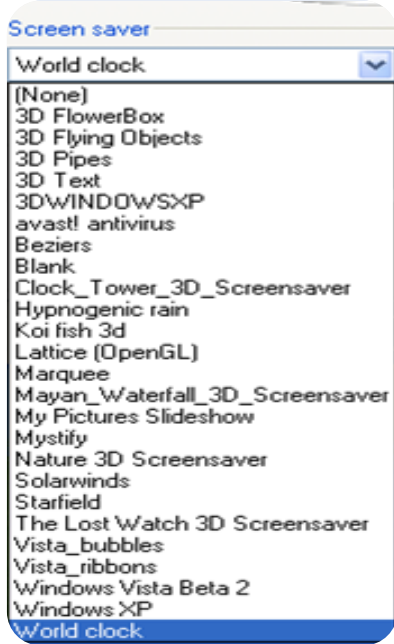 Screen saver
World clock
(None)
3D FlowerBox
3D Flying Objects
3D Pipes
3D Text
3DWINDOWSXP
avast! antivirus
Beziers
Blank
Clock_Tower_3D_Screensaver
Hypnogenic rain
Koi fish 3d
Lattice (OpenGL)
Marquee
Mayan_Waterfall_3D_Screensaver
My Pictures Slideshow
Mystify
Nature 3D Screensaver
Solarwinds
Starfield
The Lost Watch 3D Screensaver
Vista_bubbles
Vista_ribbons
Windows Vista Beta 2
Windows XP
World clock